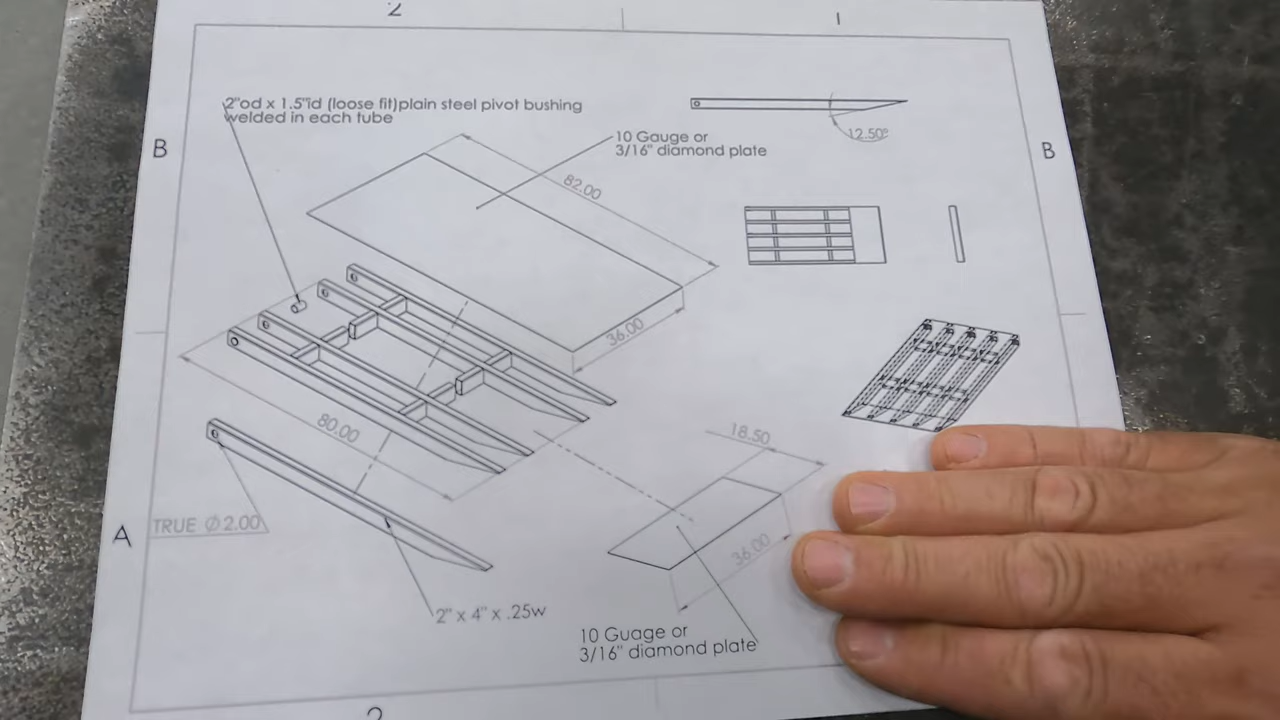 2
1
2"od x 1.5"id (loose fit)plain steel pivot bushing
welded in each tube
B
B
10 Gauge or
3/16" diamond plate
12.50°
82.00
36.00
80.00
18.50
A
TRUE Ø2.00
36.00
2" x 4" x .25w
10 Guage or
3/16" diamond plate
2